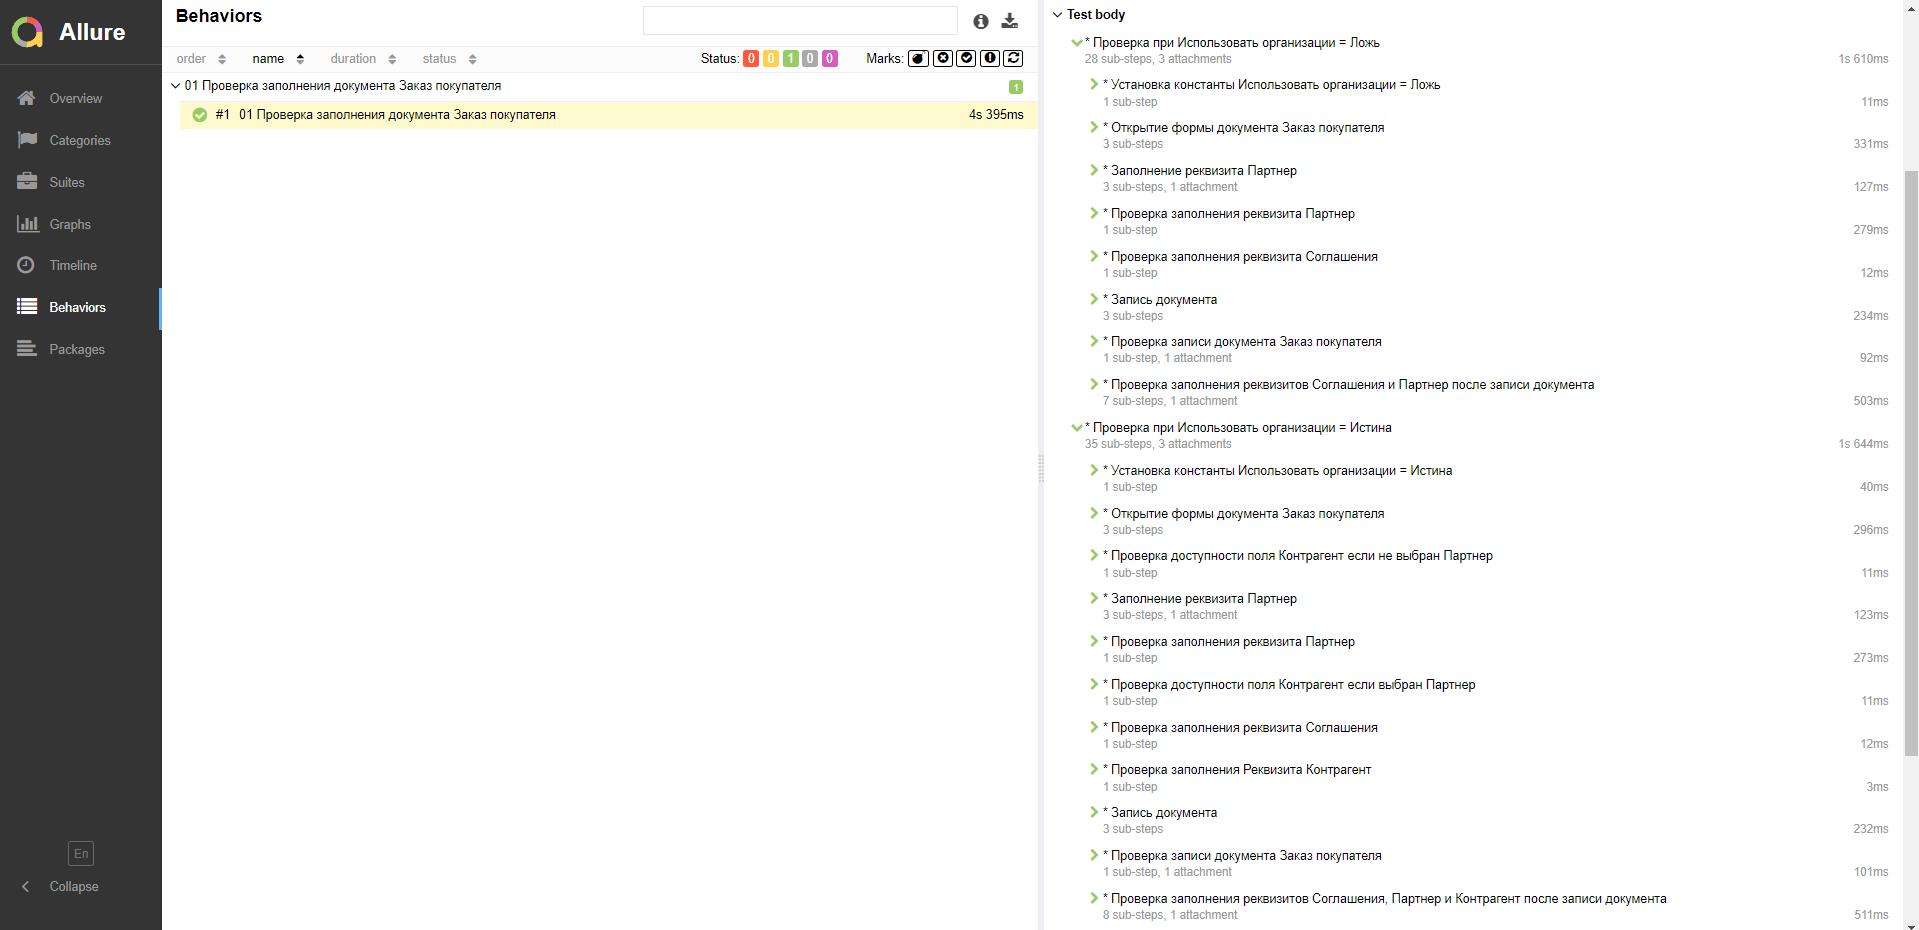 Allure
Overview
Categories
Suites
Graphs
Timeline
Behaviors
Packages
En
Collapse
Behaviors
order name duration status
Status: 0 0 1 0 0 Marks:
01 Проверка заполнения документа Заказ покупателя 1
#1 01 Проверка заполнения документа Заказ покупателя 4s 395ms
Test body
* Проверка при Использовать организации = Ложь
28 sub-steps, 3 attachments 1s 610ms
* Установка константы Использовать организации = Ложь
1 sub-step 11ms
* Открытие формы документа Заказ покупателя
3 sub-steps 331ms
* Заполнение реквизита Партнер
3 sub-steps, 1 attachment 127ms
* Проверка заполнения реквизита Партнер
1 sub-step 279ms
* Проверка заполнения реквизита Соглашения
1 sub-step 12ms
* Запись документа
3 sub-steps 234ms
* Проверка записи документа Заказ покупателя
1 sub-step, 1 attachment 92ms
* Проверка заполнения реквизитов Соглашения и Партнер после записи документа
7 sub-steps, 1 attachment 503ms
* Проверка при Использовать организации = Истина
35 sub-steps, 3 attachments 1s 644ms
* Установка константы Использовать организации = Истина
1 sub-step 40ms
* Открытие формы документа Заказ покупателя
3 sub-steps 296ms
* Проверка доступности поля Контрагент если не выбран Партнер
1 sub-step 11ms
* Заполнение реквизита Партнер
3 sub-steps, 1 attachment 123ms
* Проверка заполнения реквизита Партнер
1 sub-step 273ms
* Проверка доступности поля Контрагент если выбран Партнер
1 sub-step 11ms
* Проверка заполнения реквизита Соглашения
1 sub-step 12ms
* Проверка заполнения Реквизита Контрагент
1 sub-step 3ms
* Запись документа
3 sub-steps 232ms
* Проверка записи документа Заказ покупателя
1 sub-step, 1 attachment 101ms
* Проверка заполнения реквизитов Соглашения, Партнер и Контрагент после записи документа
8 sub-steps, 1 attachment 511ms